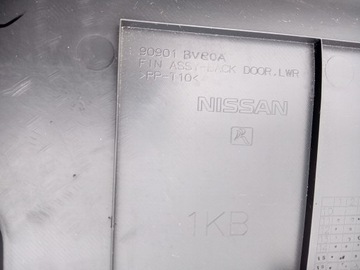 90901 BV80A
FIN ASSY-BACK DOOR.LWR
>PP-T10<
NISSAN
1KB